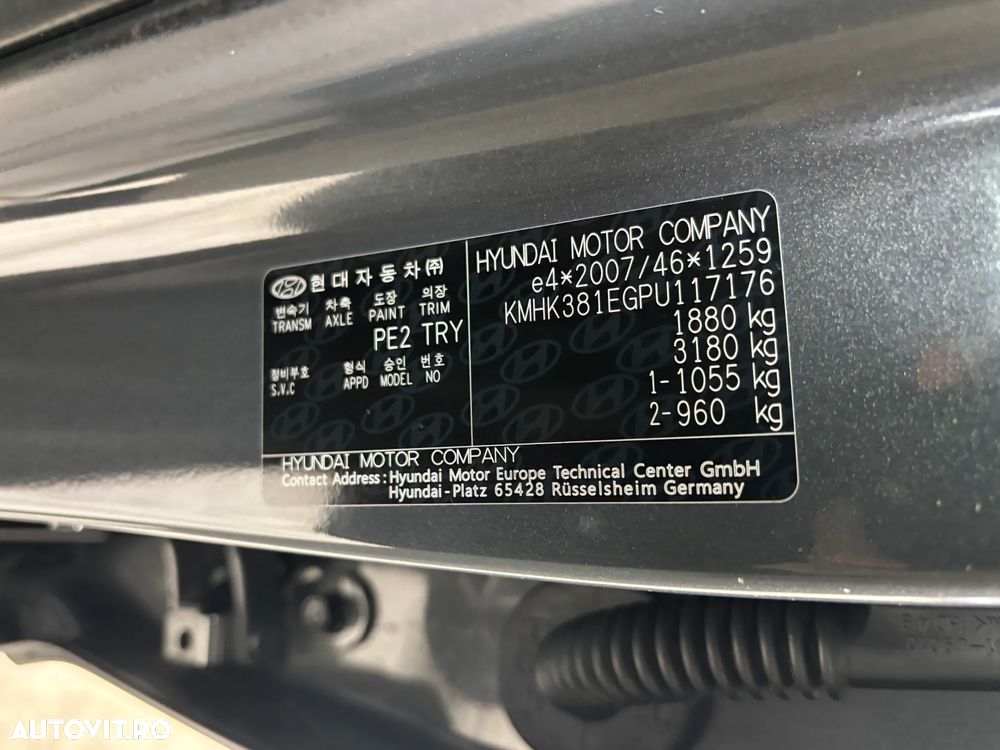 현대자동차㈜
변속기 차축 도장 의장
TRANSM AXLE PAINT TRIM
PE2 TRY
정비부호 형식 승인 번호
S.V.C APPD MODEL NO
HYUNDAI MOTOR COMPANY
e4*2007/46*1259
KMHK381EGPU117176
1880 kg
3180 kg
1-1055 kg
2-960 kg
HYUNDAI MOTOR COMPANY
Contact Address : Hyundai Motor Europe Technical Center GmbH
Hyundai-Platz 65428 Rüsselsheim Germany
AUTOVIT.RO